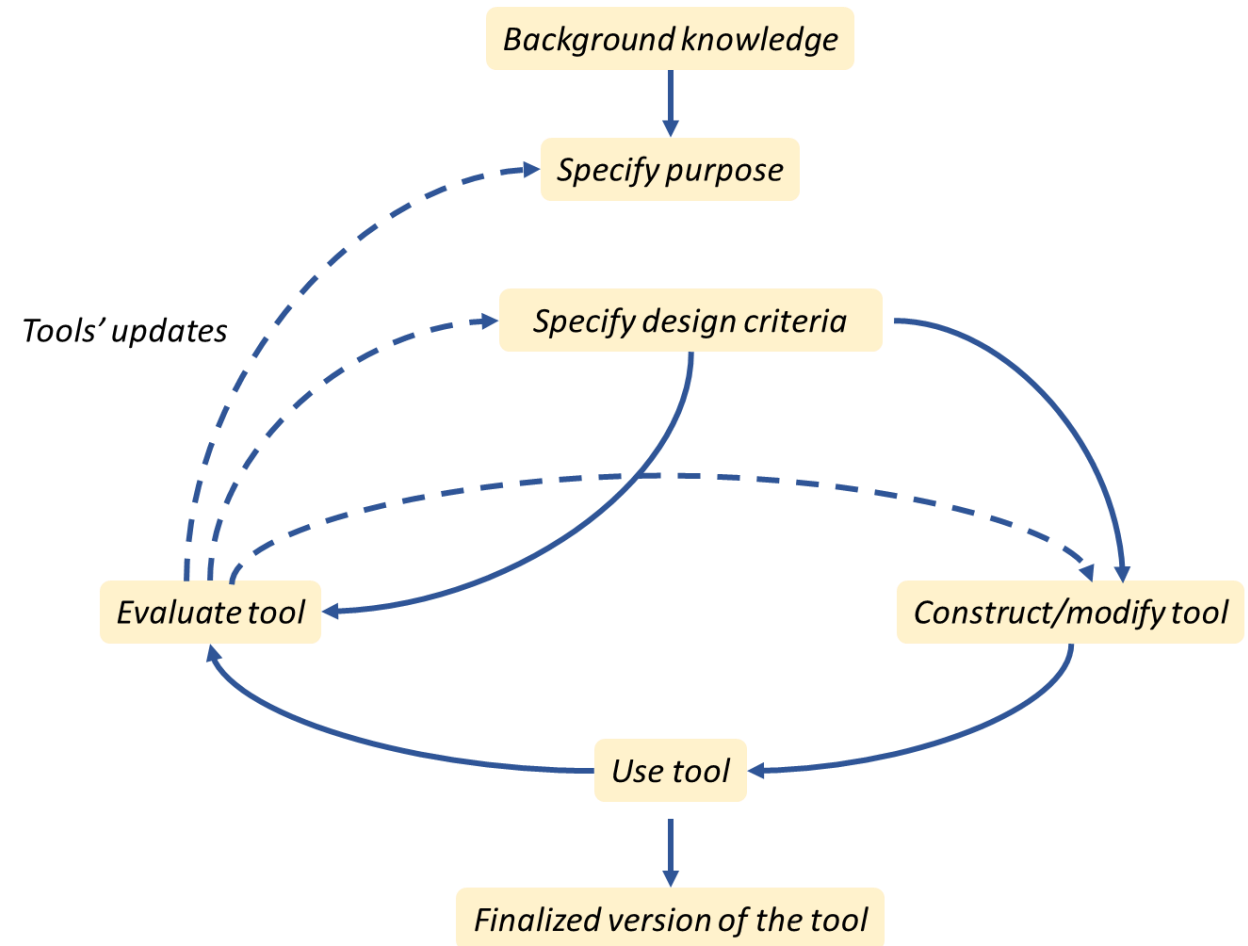 Background knowledge
Specify purpose
Specify design criteria
Tools’ updates
Evaluate tool
Construct/modify tool
Use tool
Finalized version of the tool